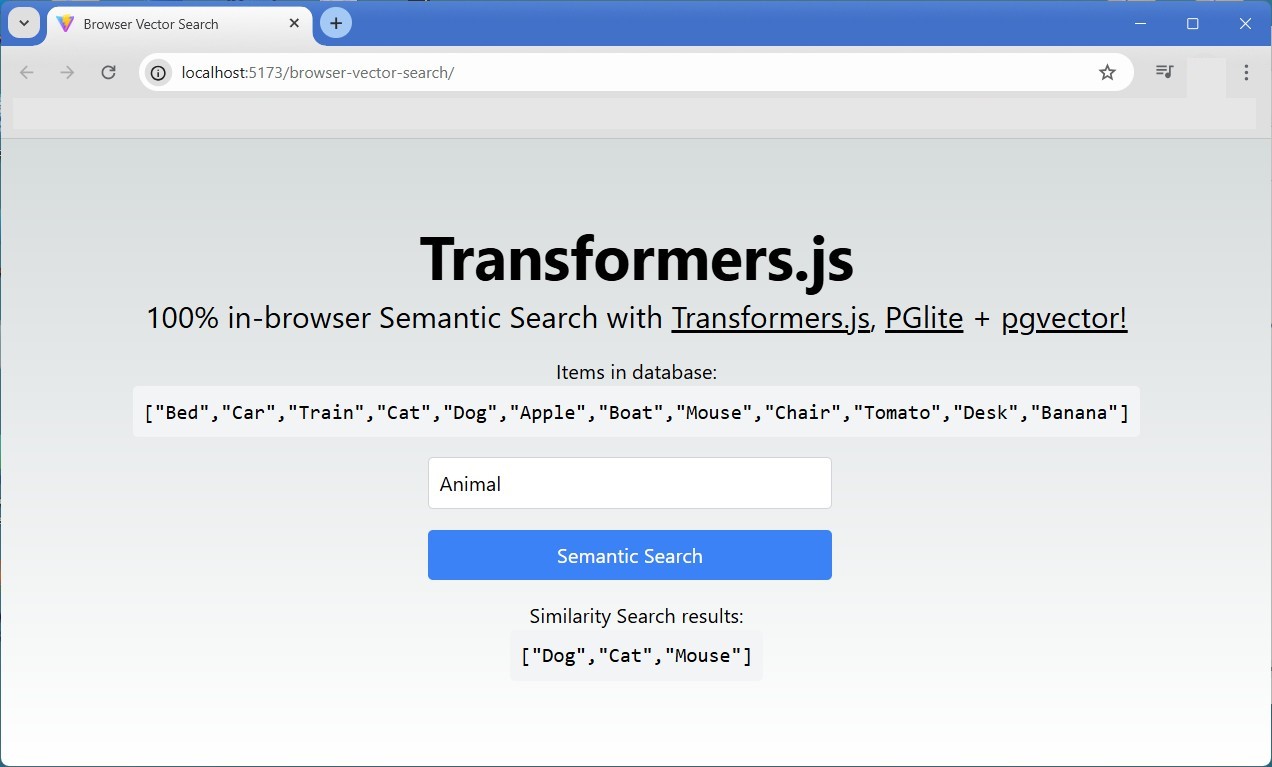 Browser Vector Search
localhost:5173/browser-vector-search/
Transformers.js
100% in-browser Semantic Search with Transformers.js, PGlite + pgvector!
Items in database:
["Bed","Car","Train","Cat","Dog","Apple","Boat","Mouse","Chair","Tomato","Desk","Banana"]
Animal
Semantic Search
Similarity Search results:
["Dog","Cat","Mouse"]